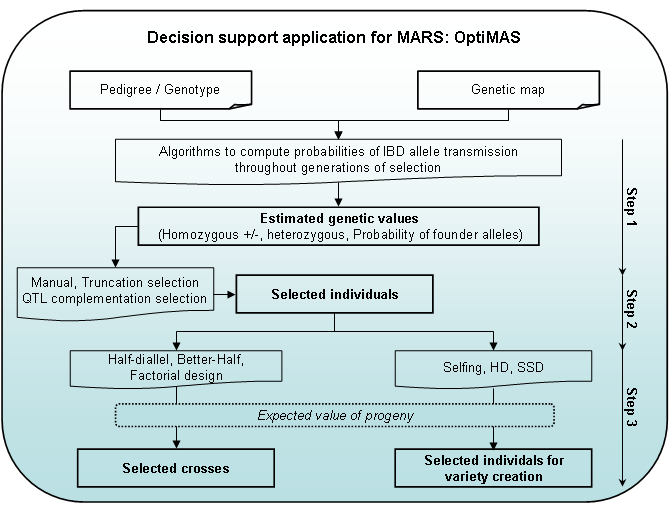 Decision support application for MARS: OptiMAS
Pedigree / Genotype
Genetic map
Algorithms to compute probabilities of IBD allele transmission
throughout generations of selection
Step 1
Estimated genetic values
(Homozygous +/-, heterozygous, Probability of founder alleles)
Manual, Truncation selection
QTL complementation selection
Selected individuals
Step 2
Half-diallel, Better-Half,
Factorial design
Selfing, HD, SSD
Step 3
Expected value of progeny
Selected crosses
Selected individals for
variety creation